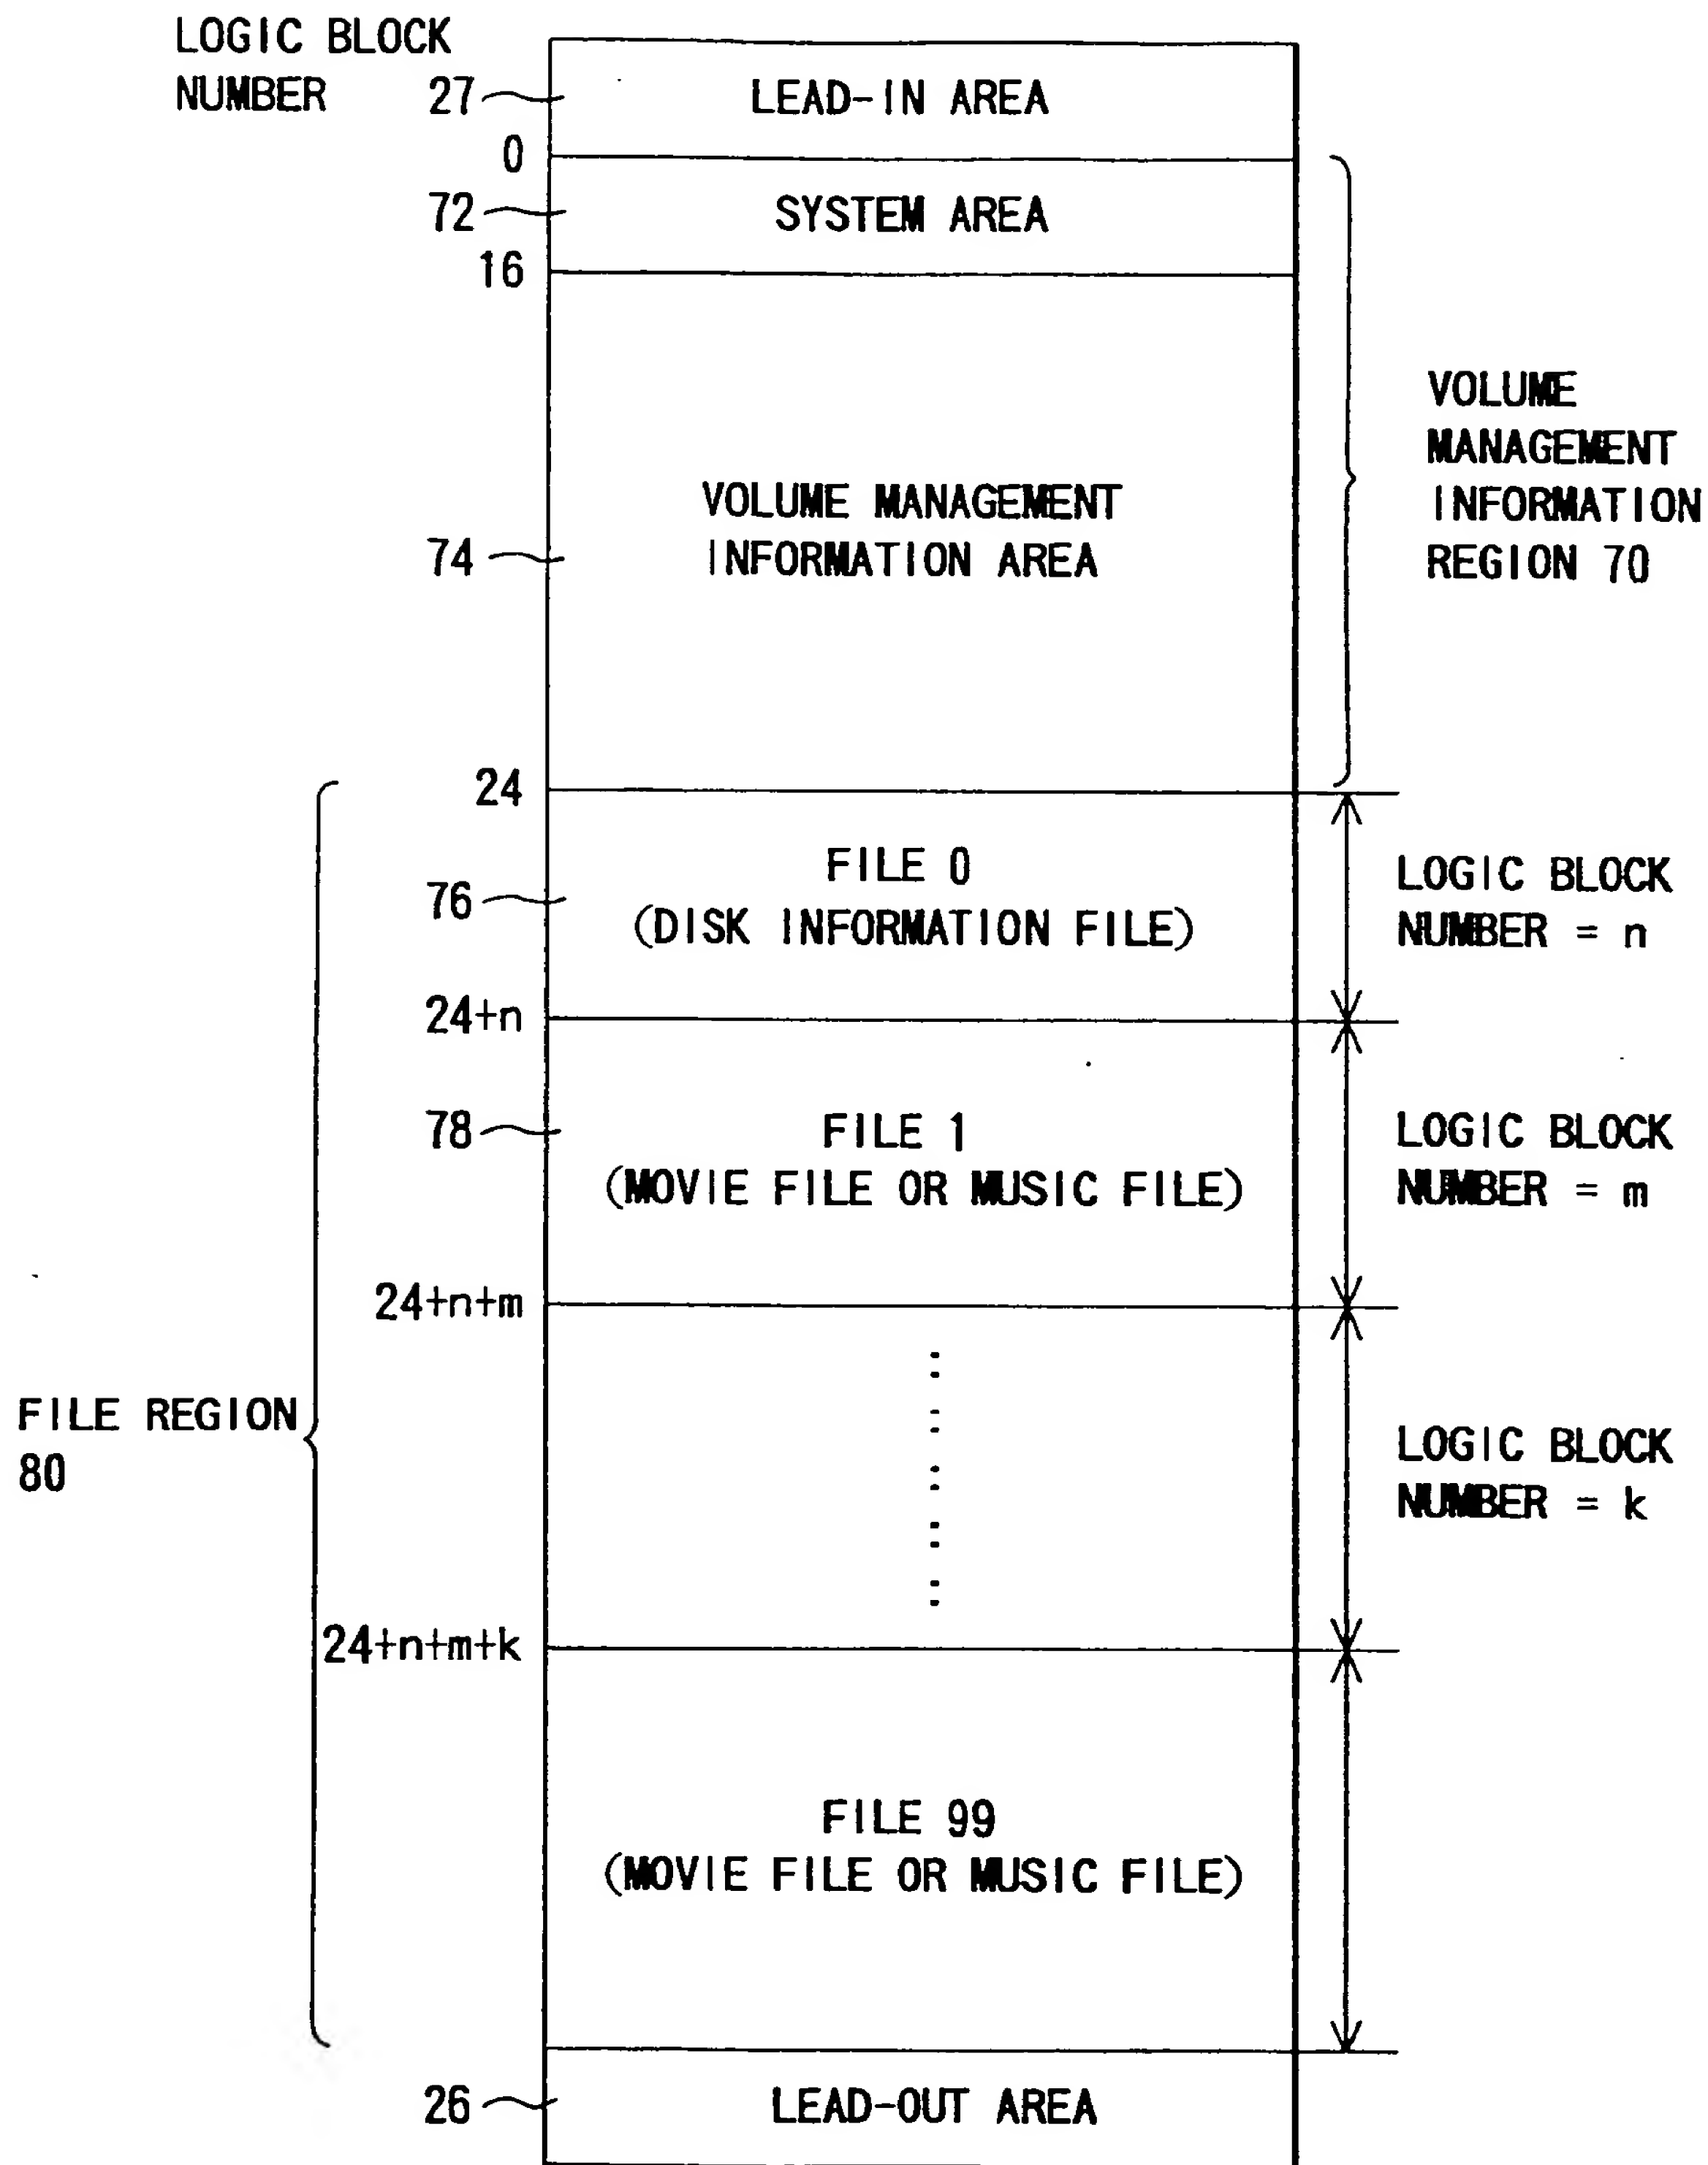 LOGIC BLOCK
NUMBER
27
LEAD-IN AREA
0
72
SYSTEM AREA
16
VOLUME
MANAGEMENT
INFORMATION
REGION 70
VOLUME MANAGEMENT
INFORMATION AREA
74
24
FILE 0
(DISK INFORMATION FILE)
76
LOGIC BLOCK
NUMBER = n
24+n
78
FILE 1
(MOVIE FILE OR MUSIC FILE)
LOGIC BLOCK
NUMBER = m
24+n+m
FILE REGION
80
LOGIC BLOCK
NUMBER = k
24+n+m+k
FILE 99
(MOVIE FILE OR MUSIC FILE)
26
LEAD-OUT AREA